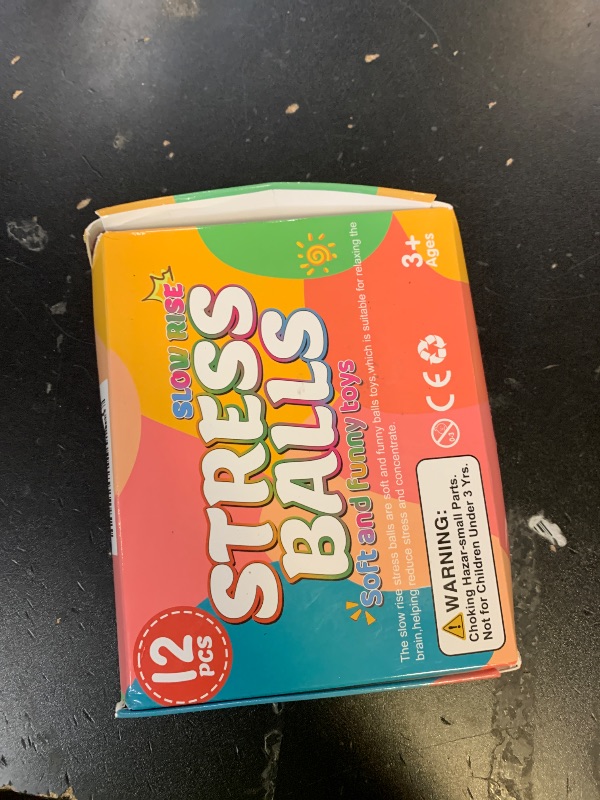 SLOW RISE
STRESS
BALLS
Soft and Funny toys
The slow rise stress balls are soft and funny balls toys,which is suitable for relaxing the
brain,helping reduce stress and concentrate.
12
PCS
WARNING:
Choking Hazar-small Parts.
Not for Children Under 3 Yrs.
0-3
CE
3+
Ages